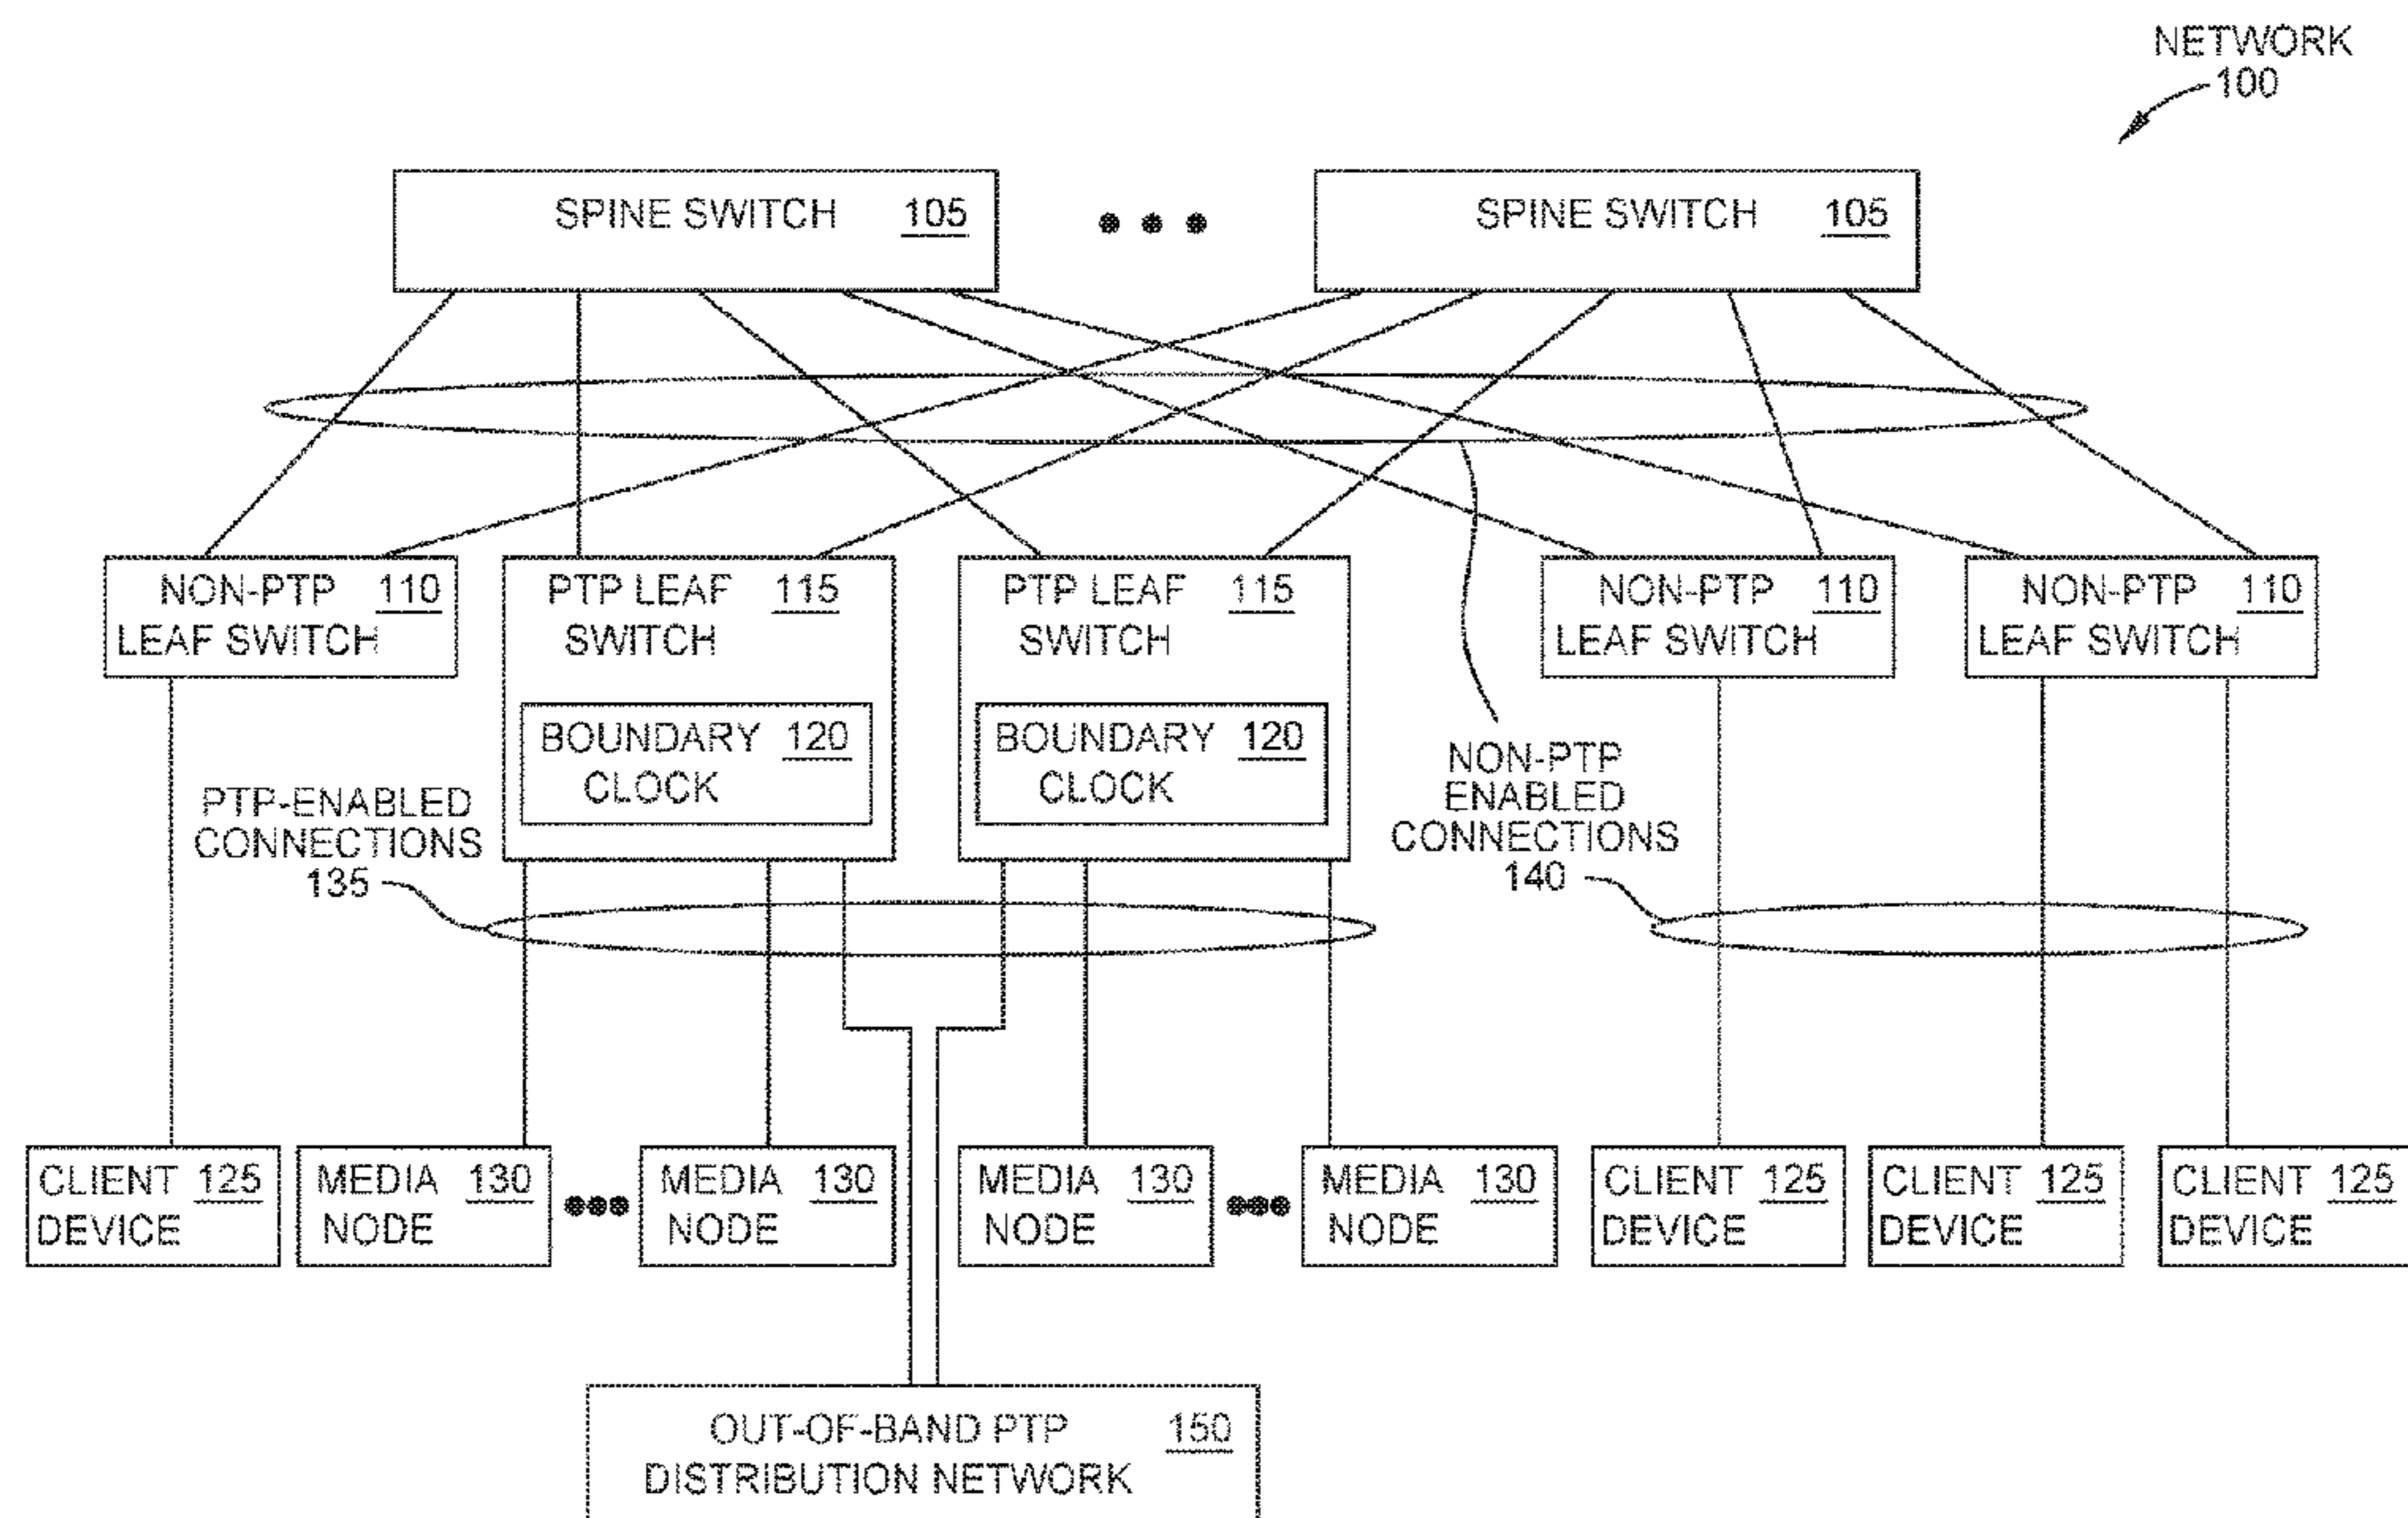 NETWORK
100
SPINE SWITCH 105
SPINE SWITCH 105
NON-PTP 110
LEAF SWITCH
PTP LEAF 115
SWITCH
PTP LEAF 115
SWITCH
NON-PTP 110
LEAF SWITCH
NON-PTP 110
LEAF SWITCH
BOUNDARY 120
CLOCK
BOUNDARY 120
CLOCK
PTP-ENABLED
CONNECTIONS
135
NON-PTP
ENABLED
CONNECTIONS
140
CLIENT 125
DEVICE
MEDIA 130
NODE
MEDIA 130
NODE
MEDIA 130
NODE
MEDIA 130
NODE
CLIENT 125
DEVICE
CLIENT 125
DEVICE
CLIENT 125
DEVICE
OUT-OF-BAND PTP 150
DISTRIBUTION NETWORK